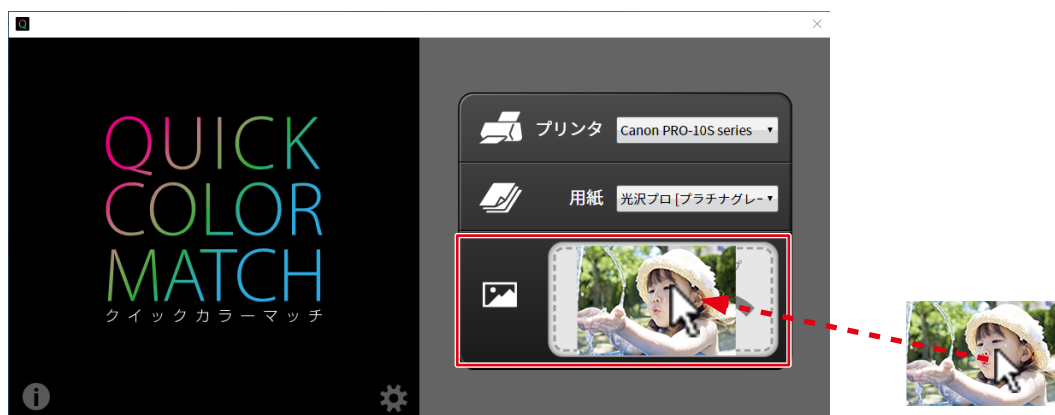 QUICK
COLOR
MATCH
クイックカラーマッチ
プリンタ Canon PRO-10S series
用紙 光沢プロ [プラチナグレー